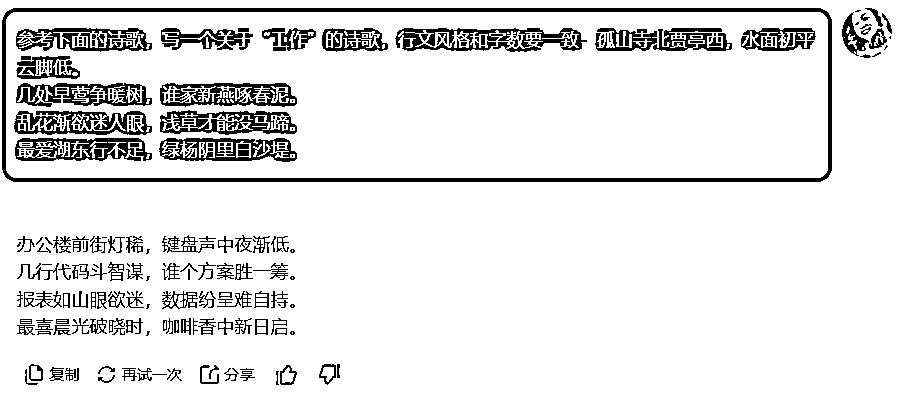 参考下面的诗歌，写一个关于“工作”的诗歌，行文风格和字数要一致- 孤山寺北贾亭西，水面初平
云脚低。
几处早莺争暖树，谁家新燕啄春泥。
乱花渐欲迷人眼，浅草才能没马蹄。
最爱湖东行不足，绿杨阴里白沙堤。
办公楼前街灯稀，键盘声中夜渐低。
几行代码斗智谋，谁个方案胜一筹。
报表如山眼欲迷，数据纷呈难自持。
最喜晨光破晓时，咖啡香中新日启。
复制 再试一次 分享